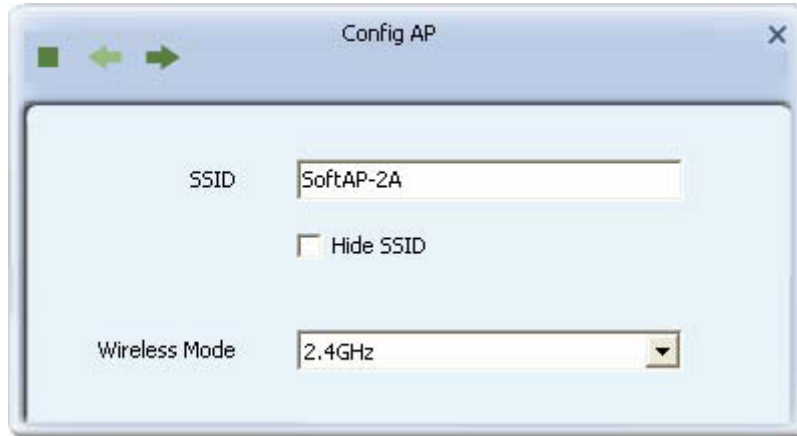 Config AP
SSID
SoftAP-2A
Hide SSID
Wireless Mode
2.4GHz